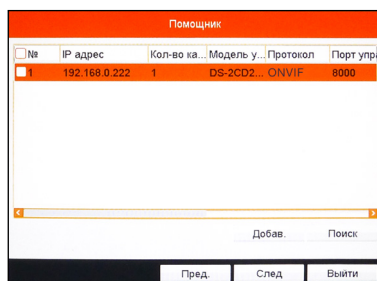 Помощник
№ IP адрес Кол-во ка... Модель у... Протокол Порт упра
1 192.168.0.222 1 DS-2CD2... ONVIF 8000
Добав. Поиск
Пред. След Выйти